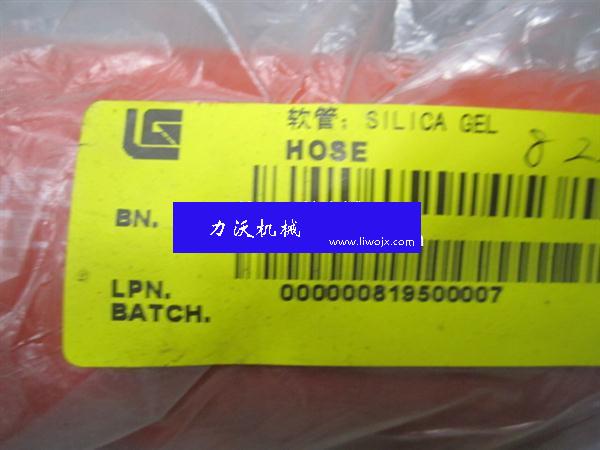 软管: SILICA GEL
HOSE
BN.
力沃机械
www.liwojx.com
LPN.
000000819500007
BATCH.